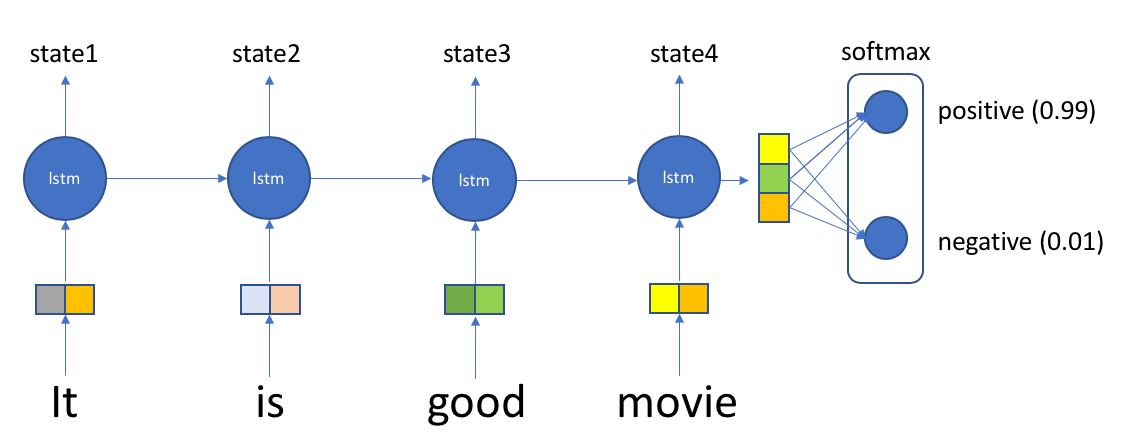 state1 state2 state3 state4 softmax
positive (0.99)
lstm lstm lstm lstm
negative (0.01)
It is good movie